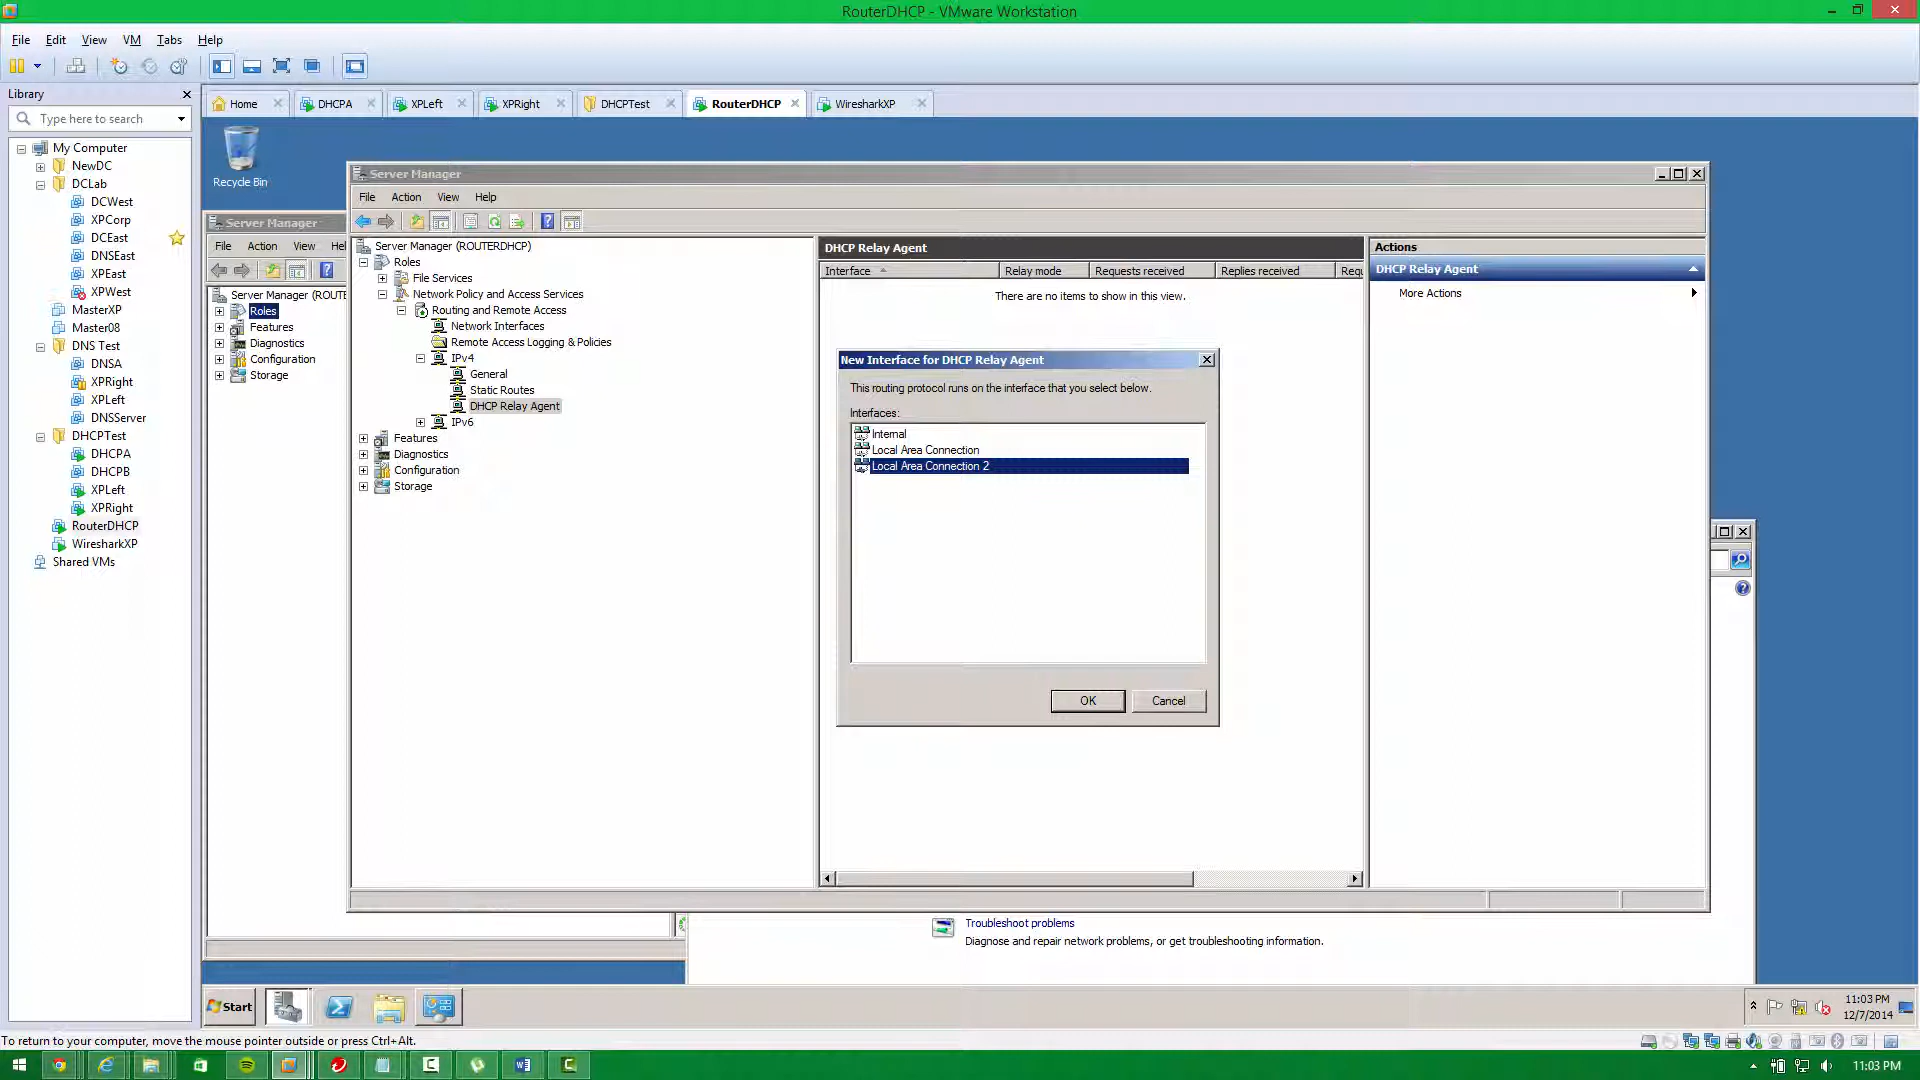 RouterDHCP - VMware Workstation
File Edit View VM Tabs Help
Library
Type here to search
My Computer
NewDC
DCLab
DCWest
XPCorp
DCEast
DNSEast
XPEast
XPWest
MasterXP
Master08
DNS Test
DNSA
XPRight
XPLeft
DNSServer
DHCPTest
DHCPA
DHCPB
XPLeft
XPRight
RouterDHCP
WiresharkXP
Shared VMs
Home DHCPA XPLeft XPRight DHCPTest RouterDHCP WiresharkXP
Recycle Bin
Server Manager
File Action View Hel
Server Manager (ROUTE
Roles
Features
Diagnostics
Configuration
Storage
Server Manager
File Action View Help
Server Manager (ROUTERDHCP)
Roles
File Services
Network Policy and Access Services
Routing and Remote Access
Network Interfaces
Remote Access Logging & Policies
IPv4
General
Static Routes
DHCP Relay Agent
IPv6
Features
Diagnostics
Configuration
Storage
DHCP Relay Agent
Interface Relay mode Requests received Replies received Requ
There are no items to show in this view.
Actions
DHCP Relay Agent
More Actions
New Interface for DHCP Relay Agent
This routing protocol runs on the interface that you select below.
Interfaces:
Internal
Local Area Connection
Local Area Connection 2
OK Cancel
Troubleshoot problems
Diagnose and repair network problems, or get troubleshooting information.
Start
11:03 PM
12/7/2014
To return to your computer, move the mouse pointer outside or press Ctrl+Alt.
11:03 PM